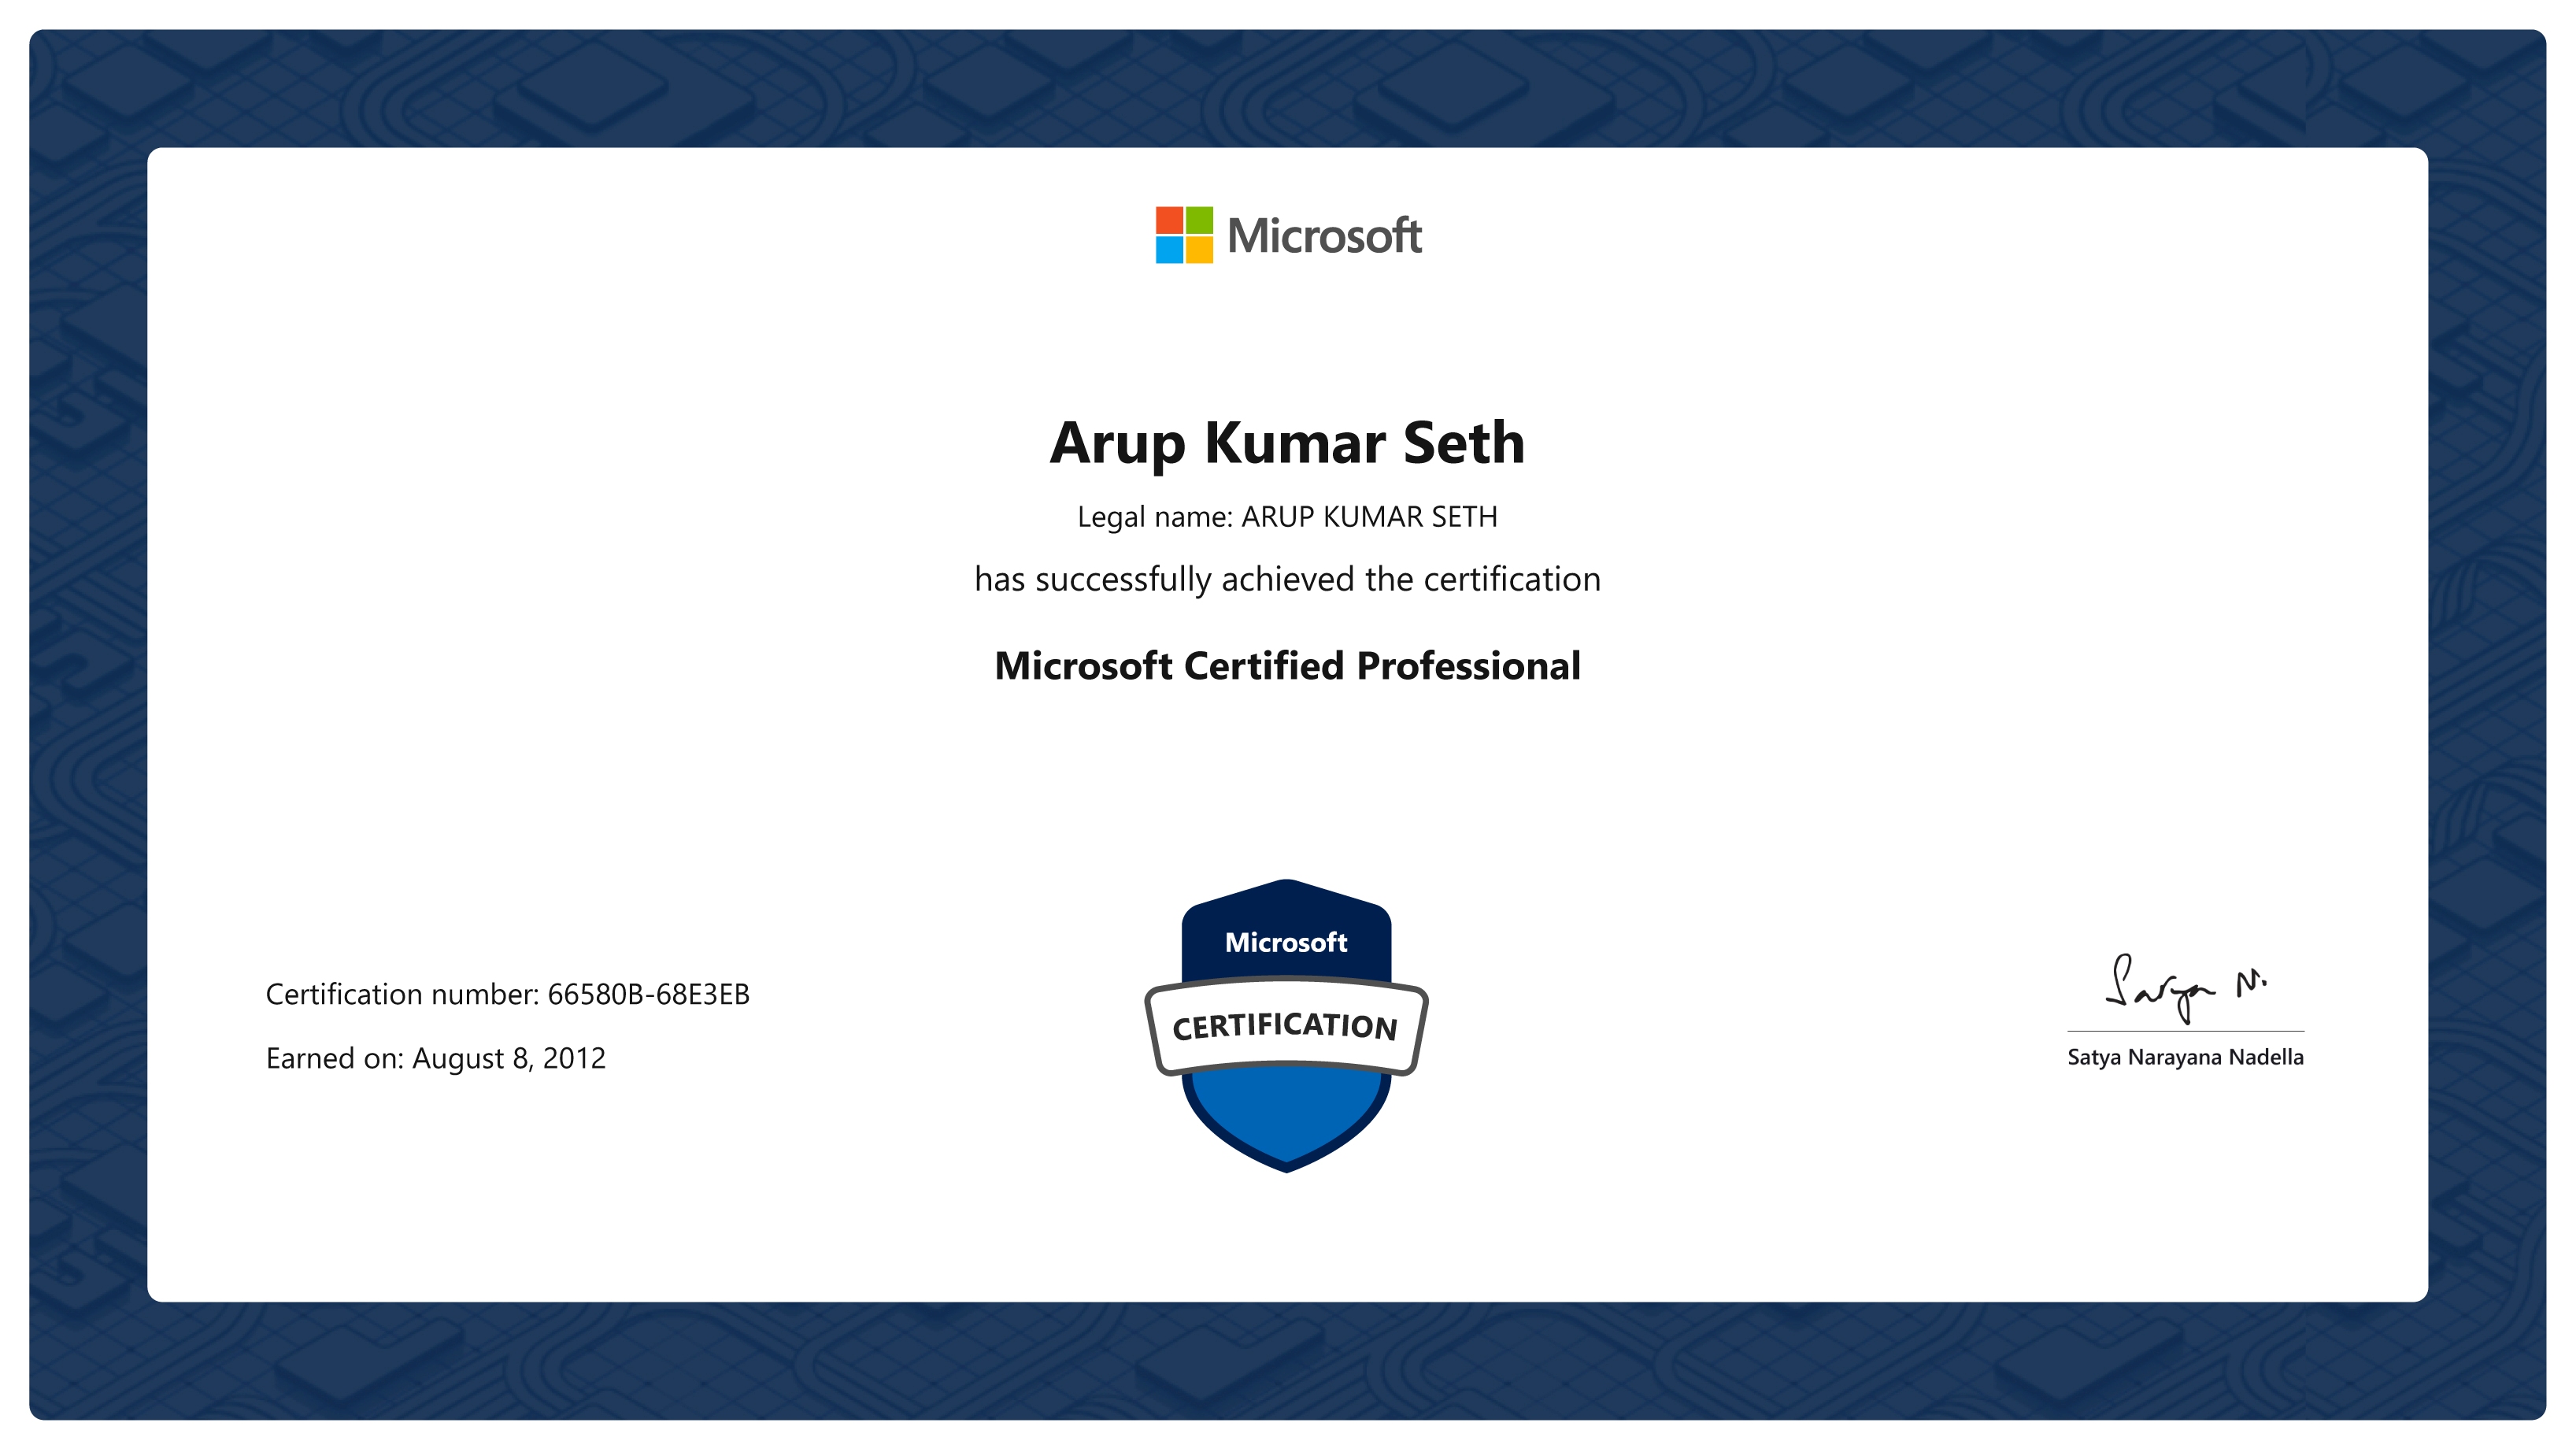 Microsoft
Arup Kumar Seth
Legal name: ARUP KUMAR SETH
has successfully achieved the certification
Microsoft Certified Professional
Microsoft
CERTIFICATION
Certification number: 66580B-68E3EB
Earned on: August 8, 2012
Satya N.
Satya Narayana Nadella